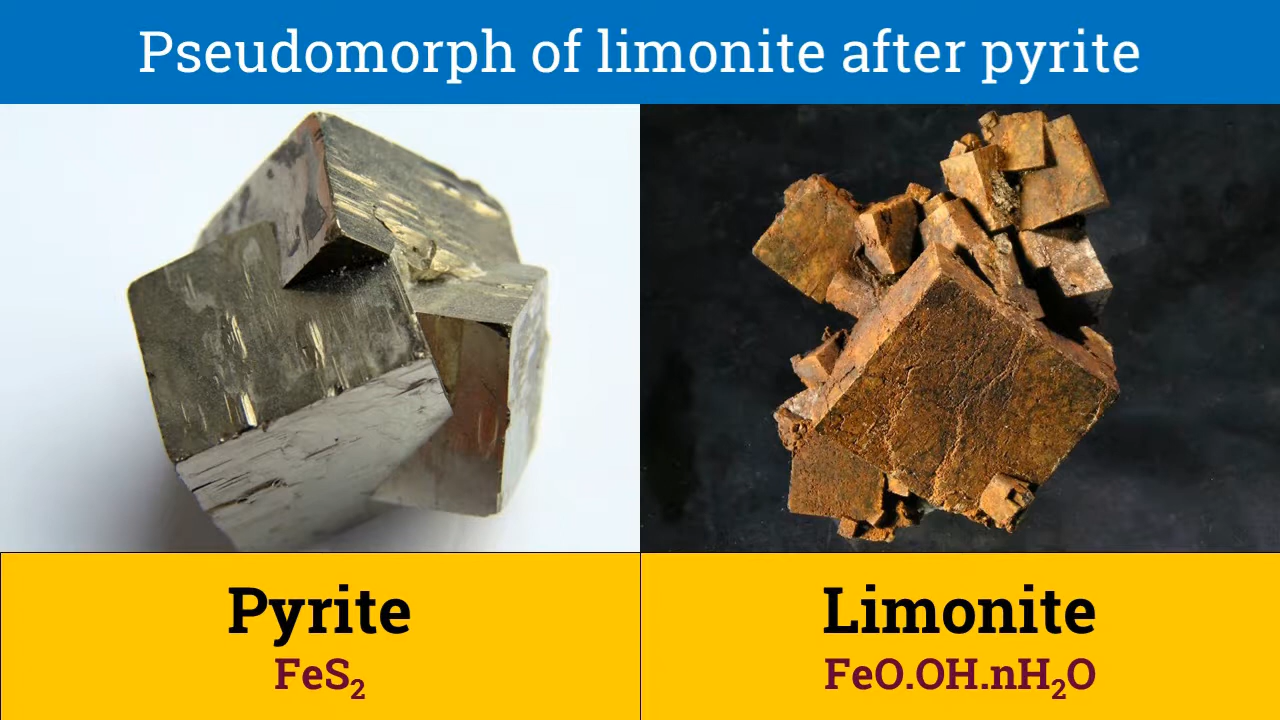 Pseudomorph of limonite after pyrite
Pyrite
FeS₂
Limonite
FeO.OH.nH₂O